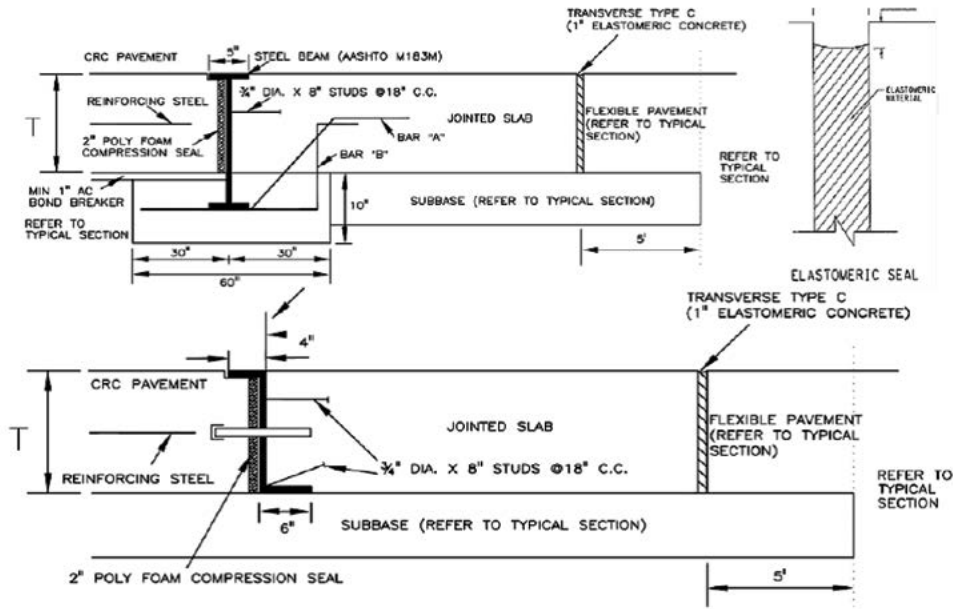 TRANSVERSE TYPE C
(1" ELASTOMERIC CONCRETE)
5"
STEEL BEAM (AASHTO M183M)
CRC PAVEMENT
¾" DIA. X 8" STUDS @18" C.C.
ELASTOMERIC
MATERIAL
REINFORCING STEEL
JOINTED SLAB
FLEXIBLE PAVEMENT
(REFER TO TYPICAL
SECTION)
T
2" POLY FOAM
COMPRESSION SEAL
BAR "A"
BAR "B"
REFER TO
TYPICAL
SECTION
MIN 1" AC
BOND BREAKER
10"
SUBBASE (REFER TO TYPICAL SECTION)
REFER TO
TYPICAL SECTION
30"
30"
5'
60"
ELASTOMERIC SEAL
TRANSVERSE TYPE C
(1" ELASTOMERIC CONCRETE)
4"
CRC PAVEMENT
T
JOINTED SLAB
FLEXIBLE PAVEMENT
(REFER TO TYPICAL
SECTION)
REINFORCING STEEL
¾" DIA. X 8" STUDS @18" C.C.
REFER TO
TYPICAL
SECTION
6"
SUBBASE (REFER TO TYPICAL SECTION)
2" POLY FOAM COMPRESSION SEAL
5'